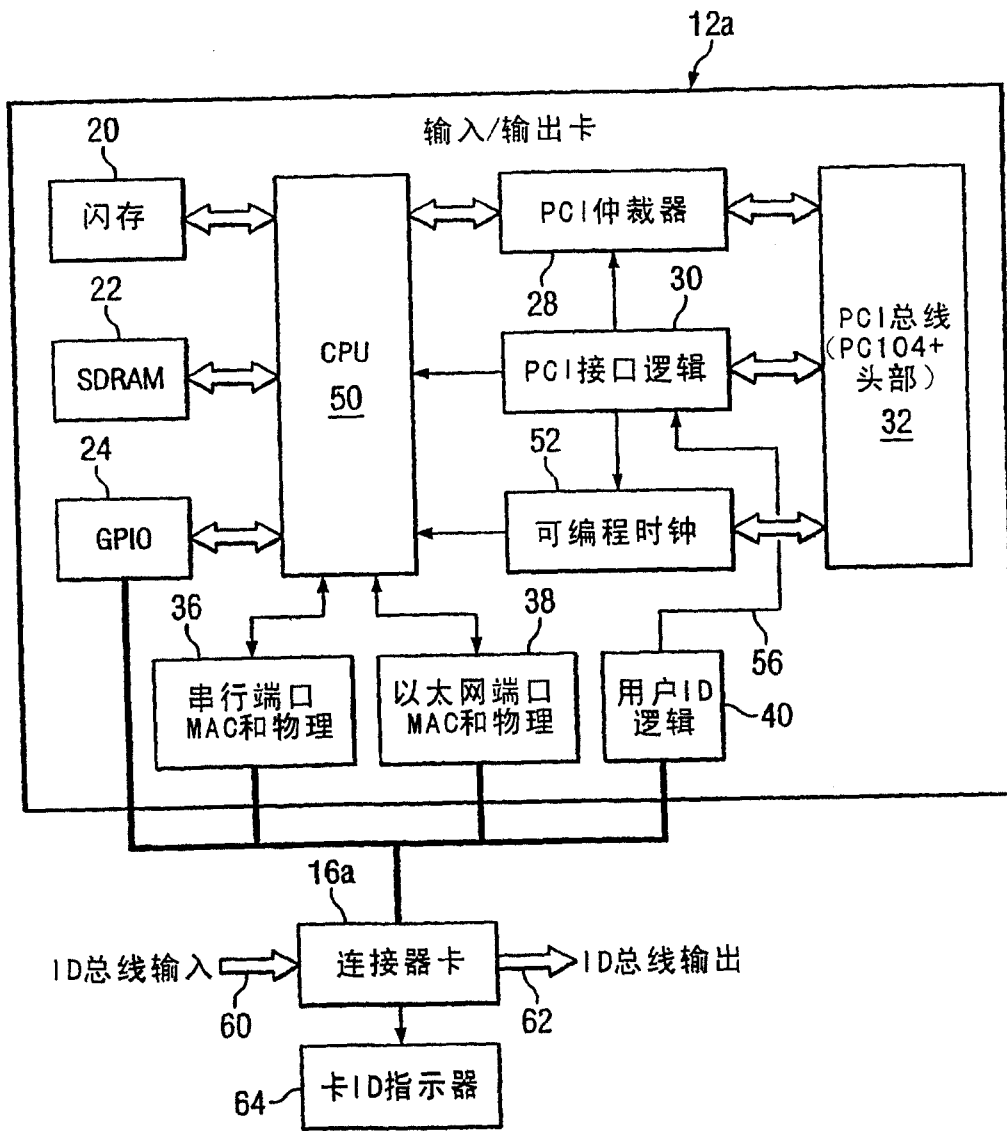 12a
输入/输出卡
20
闪存
PCI仲裁器
28
22
SDRAM
CPU
50
30
PCI接口逻辑
PCI总线
(PC104+
头部)
32
24
GPIO
52
可编程时钟
36
串行端口
MAC和物理
38
以太网端口
MAC和物理
56
用户ID
逻辑
40
16a
ID总线输入
60
连接器卡
ID总线输出
62
卡ID指示器
64